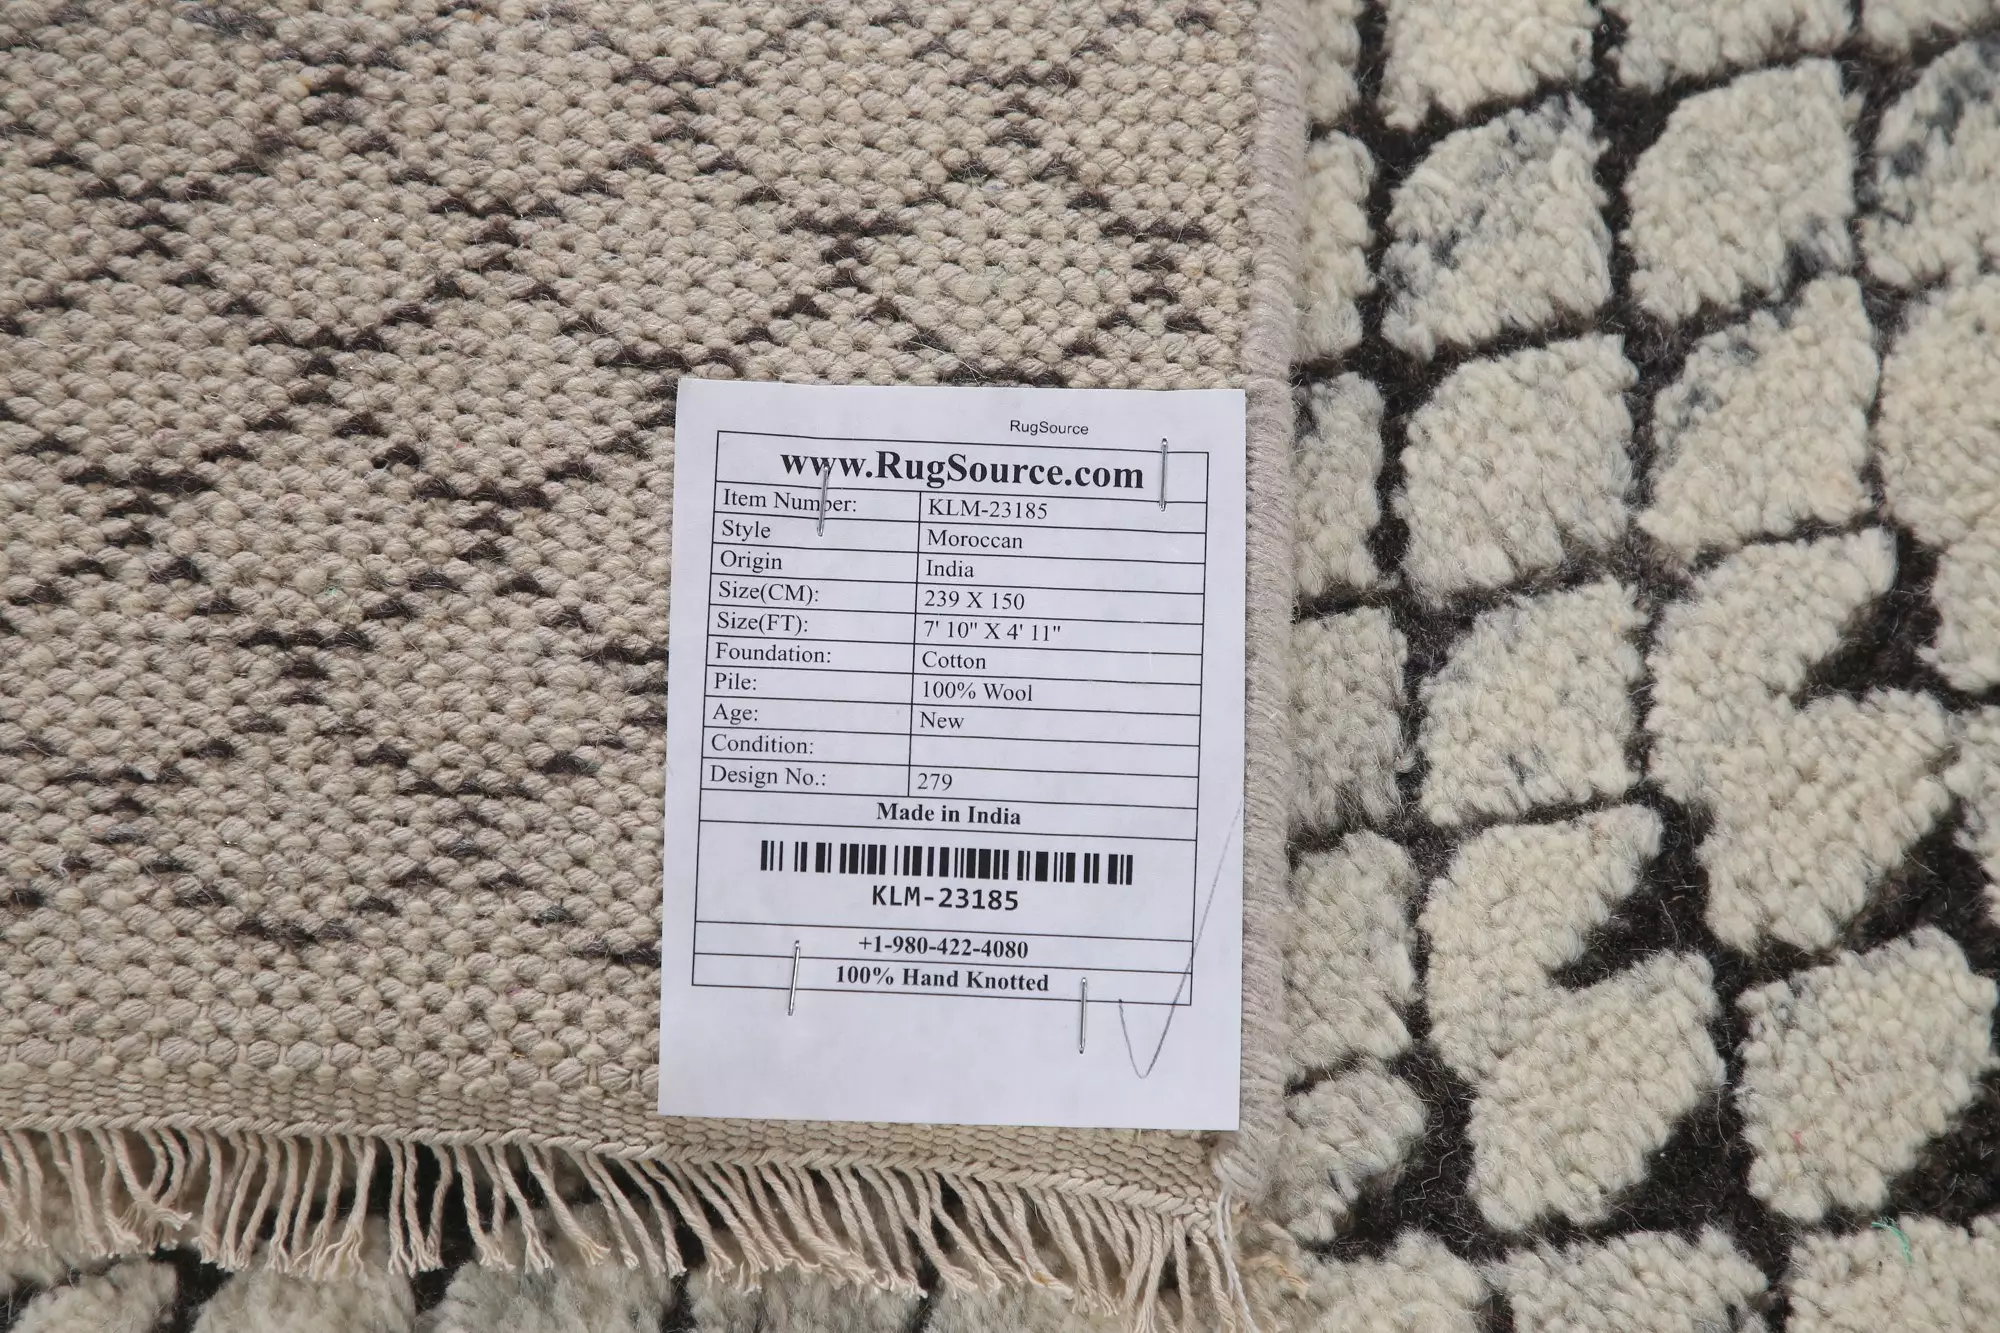 RugSource
www.RugSource.com
Item Number: KLM-23185
Style Moroccan
Origin India
Size(CM): 239 X 150
Size(FT): 7' 10" X 4' 11"
Foundation: Cotton
Pile: 100% Wool
Age: New
Condition:
Design No.: 279
Made in India
KLM-23185
+1-980-422-4080
100% Hand Knotted